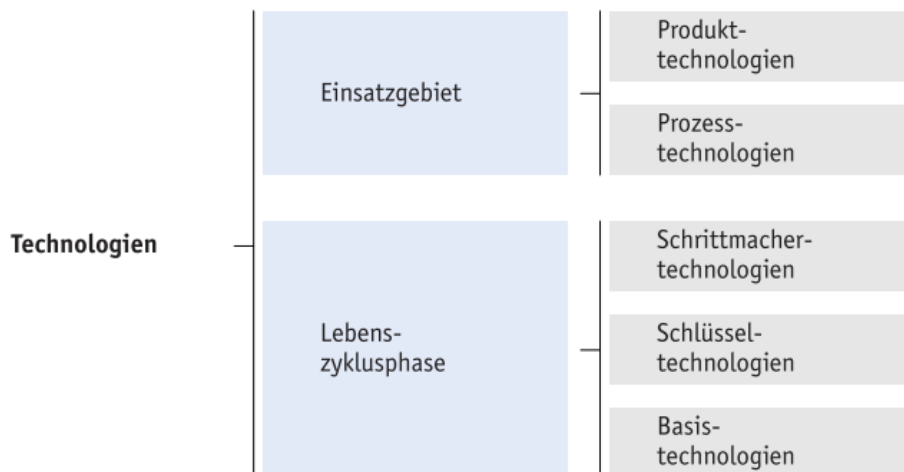 Technologien
Einsatzgebiet
Produkt-
technologien
Prozess-
technologien
Lebens-
zyklusphase
Schrittmacher-
technologien
Schlüssel-
technologien
Basis-
technologien